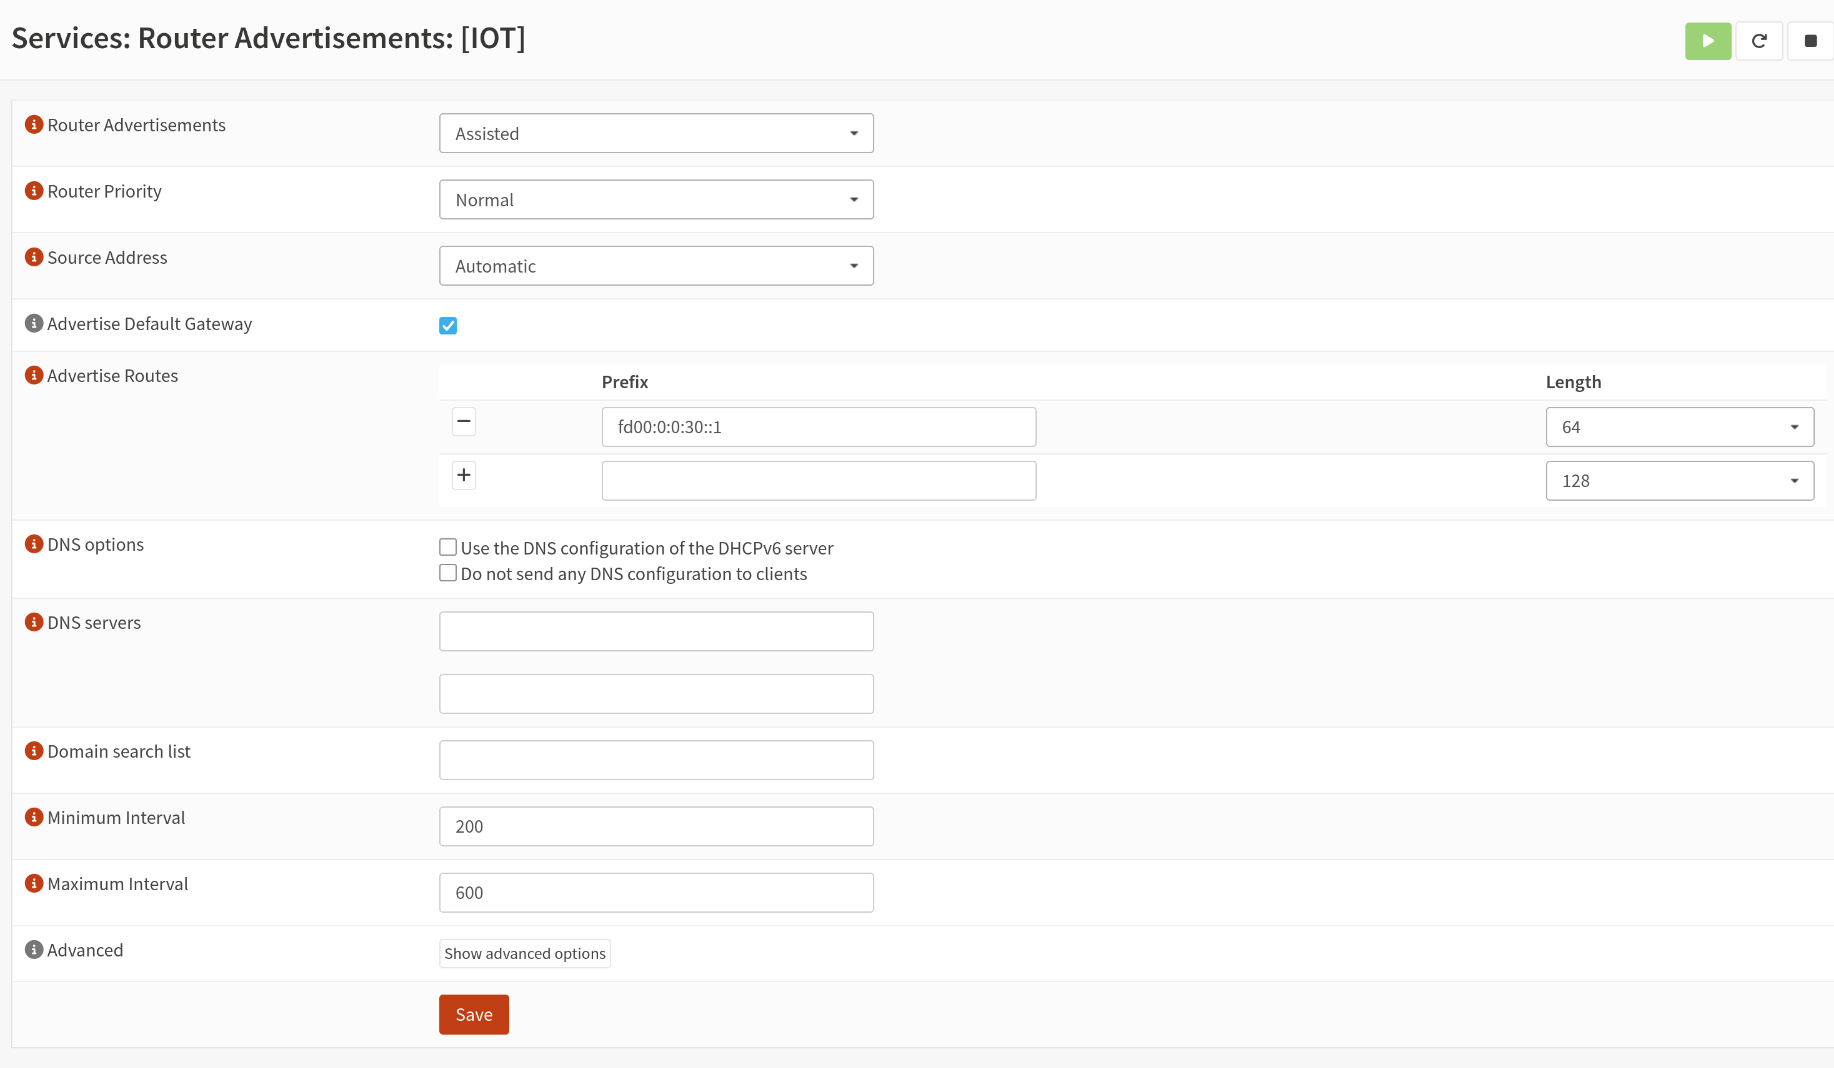 Services: Router Advertisements: [IOT]
Router Advertisements
Assisted
Router Priority
Normal
Source Address
Automatic
Advertise Default Gateway
Advertise Routes
Prefix Length
fd00:0:0:30::1 64
128
DNS options
Use the DNS configuration of the DHCPv6 server
Do not send any DNS configuration to clients
DNS servers
Domain search list
Minimum Interval
200
Maximum Interval
600
Advanced
Show advanced options
Save